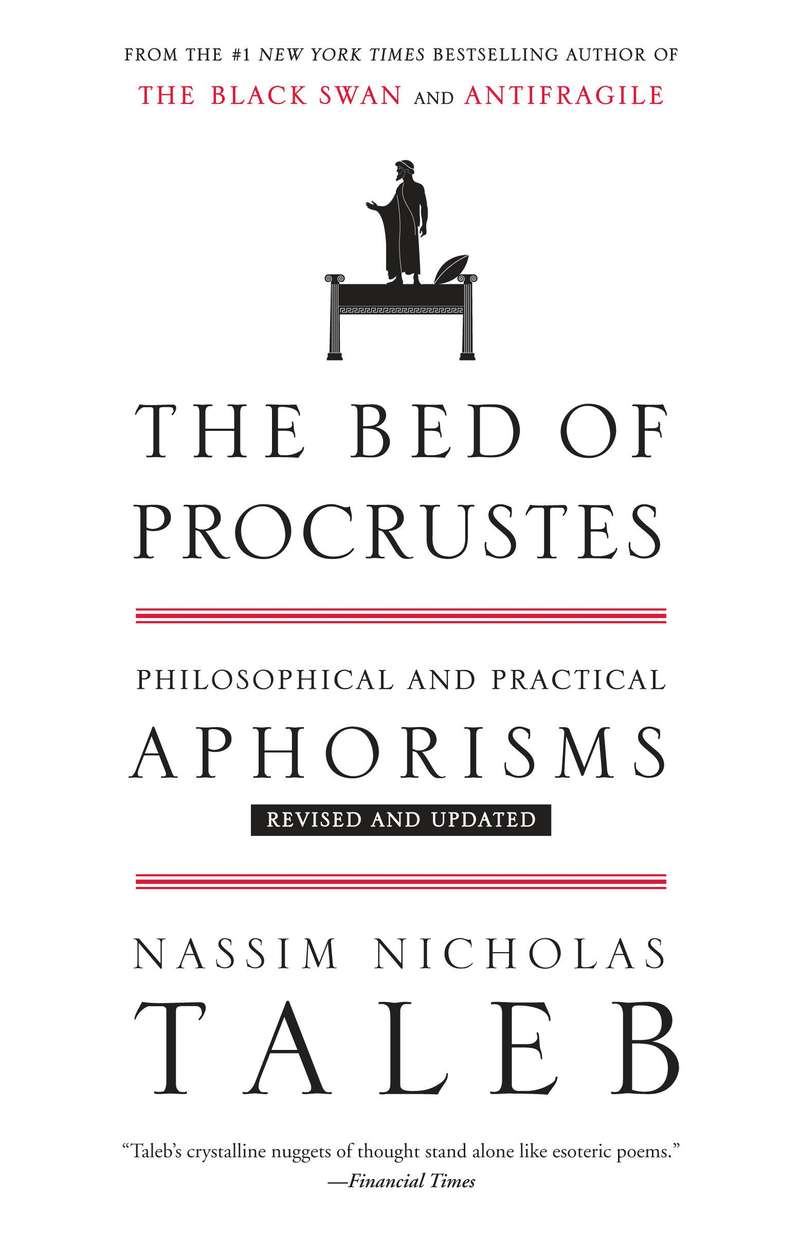 FROM THE #1 NEW YORK TIMES BESTSELLING AUTHOR OF
THE BLACK SWAN AND ANTIFRAGILE
THE BED OF
PROCRUSTES
PHILOSOPHICAL AND PRACTICAL
APHORISMS
REVISED AND UPDATED
NASSIM NICHOLAS
TALEB
“Taleb’s crystalline nuggets of thought stand alone like esoteric poems.”
—Financial Times